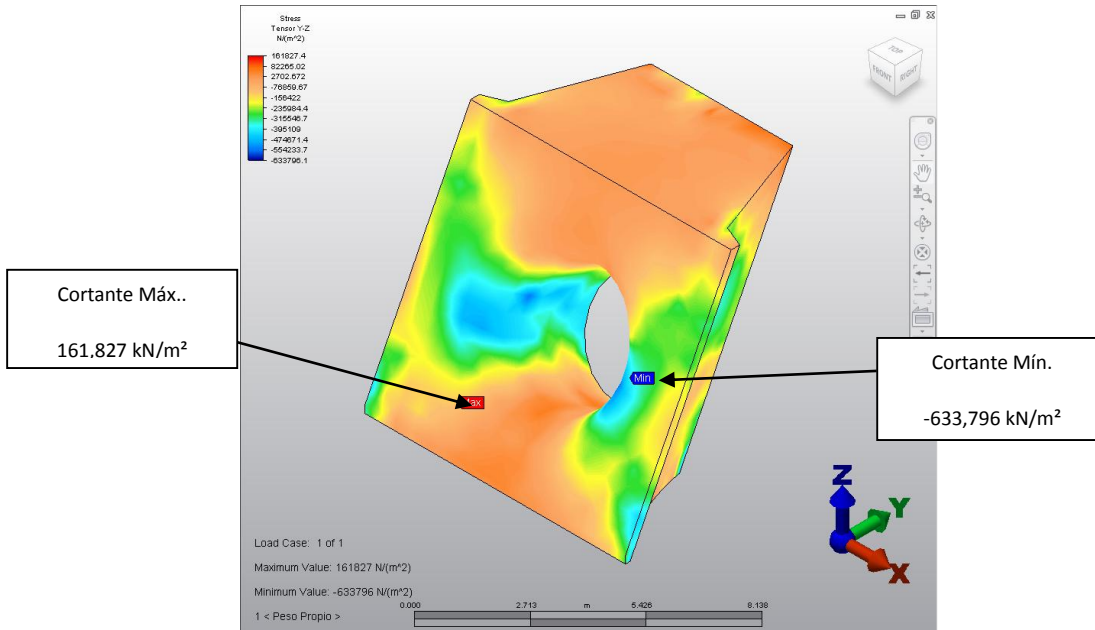 Stress
Tensor Y-Z
N/(m^2)
161827.4
82265.02
2702.672
-76859.67
-156422
-235984.4
-315546.7
-395109
-474671.4
-554233.7
-633796.1
TOP
FRONT
RIGHT
Cortante Máx..
161,827 kN/m²
Min
Max
Cortante Mín.
-633,796 kN/m²
Z
Y
X
Load Case: 1 of 1
Maximum Value: 161827 N/(m^2)
Minimum Value: -633796 N/(m^2)
1 < Peso Propio >
0.000 2.713 m 5.426 8.138